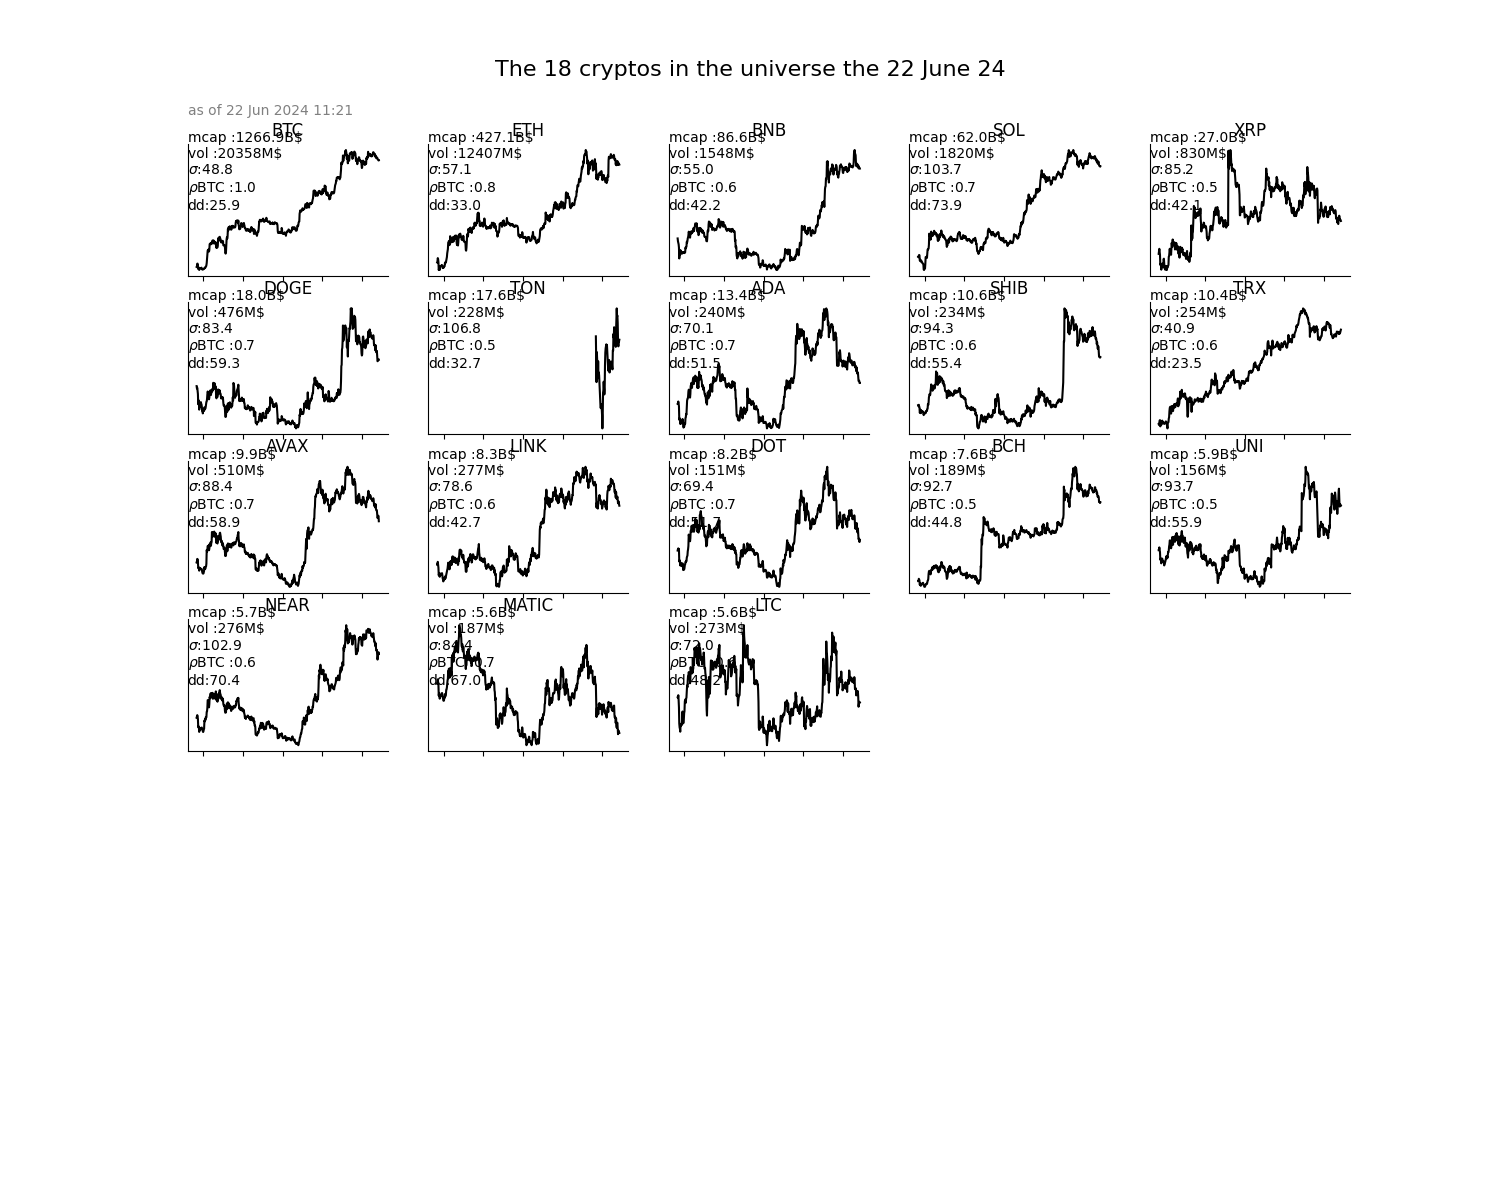 The 18 cryptos in the universe the 22 June 24
as of 22 Jun 2024 11:21
BTC
mcap :1266.9B$
vol :20358M$
σ:48.8
ρBTC :1.0
dd:25.9
ETH
mcap :427.1B$
vol :12407M$
σ:57.1
ρBTC :0.8
dd:33.0
BNB
mcap :86.6B$
vol :1548M$
σ:55.0
ρBTC :0.6
dd:42.2
SOL
mcap :62.0B$
vol :1820M$
σ:103.7
ρBTC :0.7
dd:73.9
XRP
mcap :27.0B$
vol :830M$
σ:85.2
ρBTC :0.5
dd:42.1
DOGE
mcap :18.0B$
vol :476M$
σ:83.4
ρBTC :0.7
dd:59.3
TON
mcap :17.6B$
vol :228M$
σ:106.8
ρBTC :0.5
dd:32.7
ADA
mcap :13.4B$
vol :240M$
σ:70.1
ρBTC :0.7
dd:51.5
SHIB
mcap :10.6B$
vol :234M$
σ:94.3
ρBTC :0.6
dd:55.4
TRX
mcap :10.4B$
vol :254M$
σ:40.9
ρBTC :0.6
dd:23.5
AVAX
mcap :9.9B$
vol :510M$
σ:88.4
ρBTC :0.7
dd:58.9
LINK
mcap :8.3B$
vol :277M$
σ:78.6
ρBTC :0.6
dd:42.7
DOT
mcap :8.2B$
vol :151M$
σ:69.4
ρBTC :0.7
BCH
mcap :7.6B$
vol :189M$
σ:92.7
ρBTC :0.5
dd:44.8
UNI
mcap :5.9B$
vol :156M$
σ:93.7
ρBTC :0.5
dd:55.9
NEAR
mcap :5.7B$
vol :276M$
σ:102.9
ρBTC :0.6
dd:70.4
MATIC
mcap :5.6B$
vol :187M$
σ:84.4
ρBTC :0.7
dd:67.0
LTC
mcap :5.6B$
vol :273M$
σ:72.0
ρBTC
dd:48.2